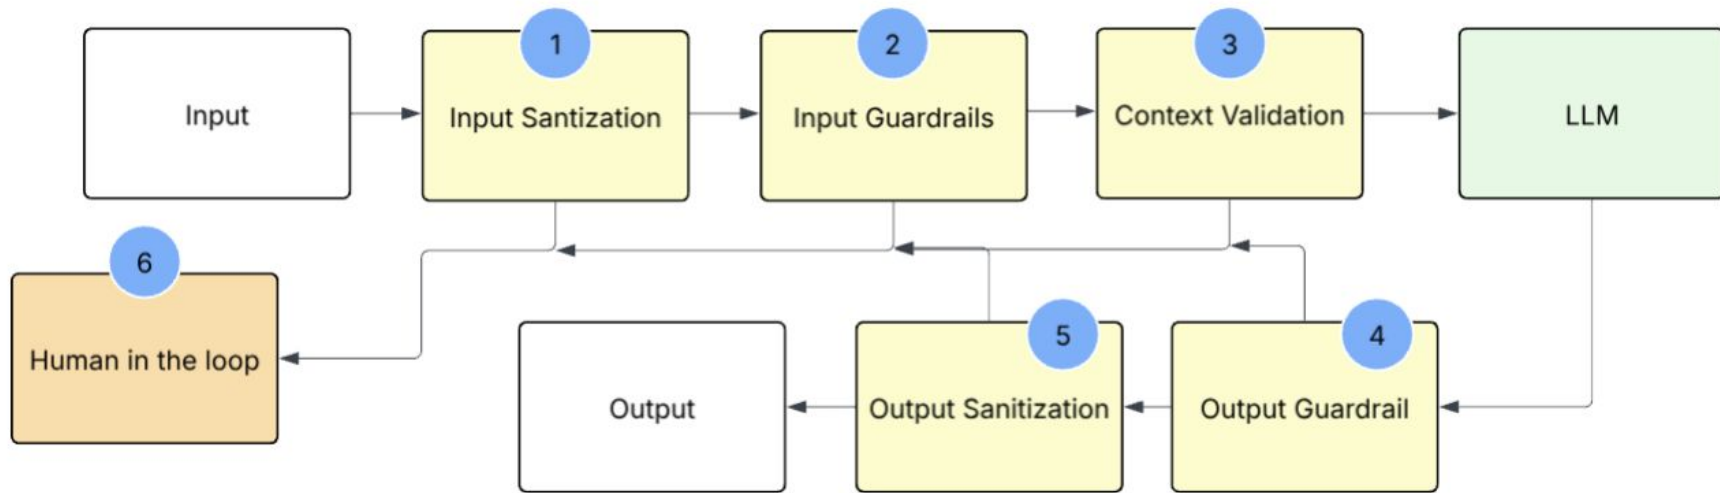 1
2
3
Input
Input Santization
Input Guardrails
Context Validation
LLM
6
Human in the loop
5
4
Output
Output Sanitization
Output Guardrail